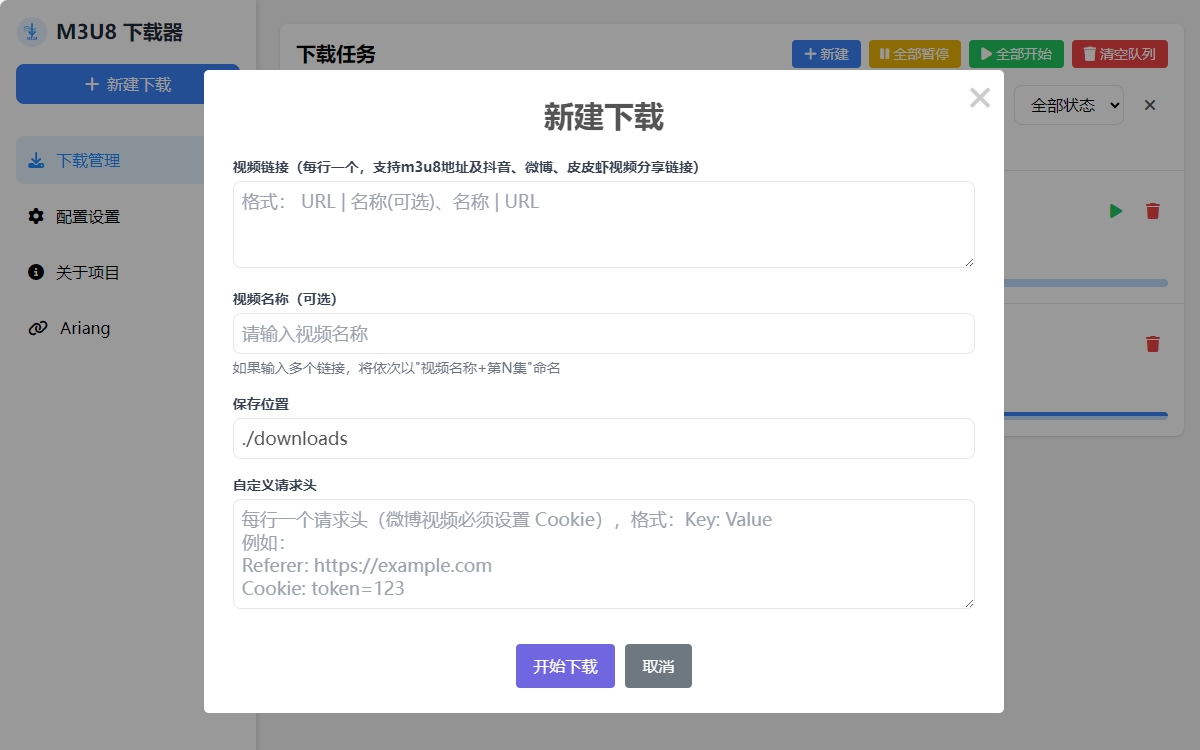 M3U8 下载器
新建下载
下载管理
配置设置
关于项目
Ariang
下载任务
新建
全部暂停
全部开始
清空队列
全部状态
新建下载
视频链接（每行一个，支持m3u8地址及抖音、微博、皮皮虾视频分享链接）
格式： URL | 名称(可选)、名称 | URL
视频名称（可选）
请输入视频名称
如果输入多个链接，将依次以"视频名称+第N集"命名
保存位置
./downloads
自定义请求头
每行一个请求头（微博视频必须设置 Cookie），格式：Key: Value
例如：
Referer: https://example.com
Cookie: token=123
开始下载
取消